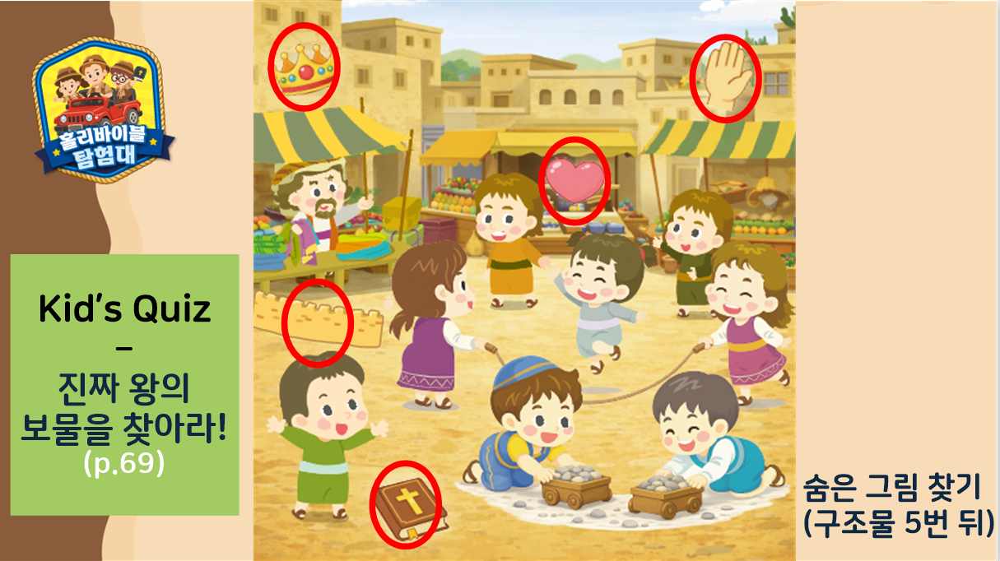 홀리바이블
탐험대
Kid's Quiz
–
진짜 왕의
보물을 찾아라!
(p.69)
숨은 그림 찾기
(구조물 5번 뒤)